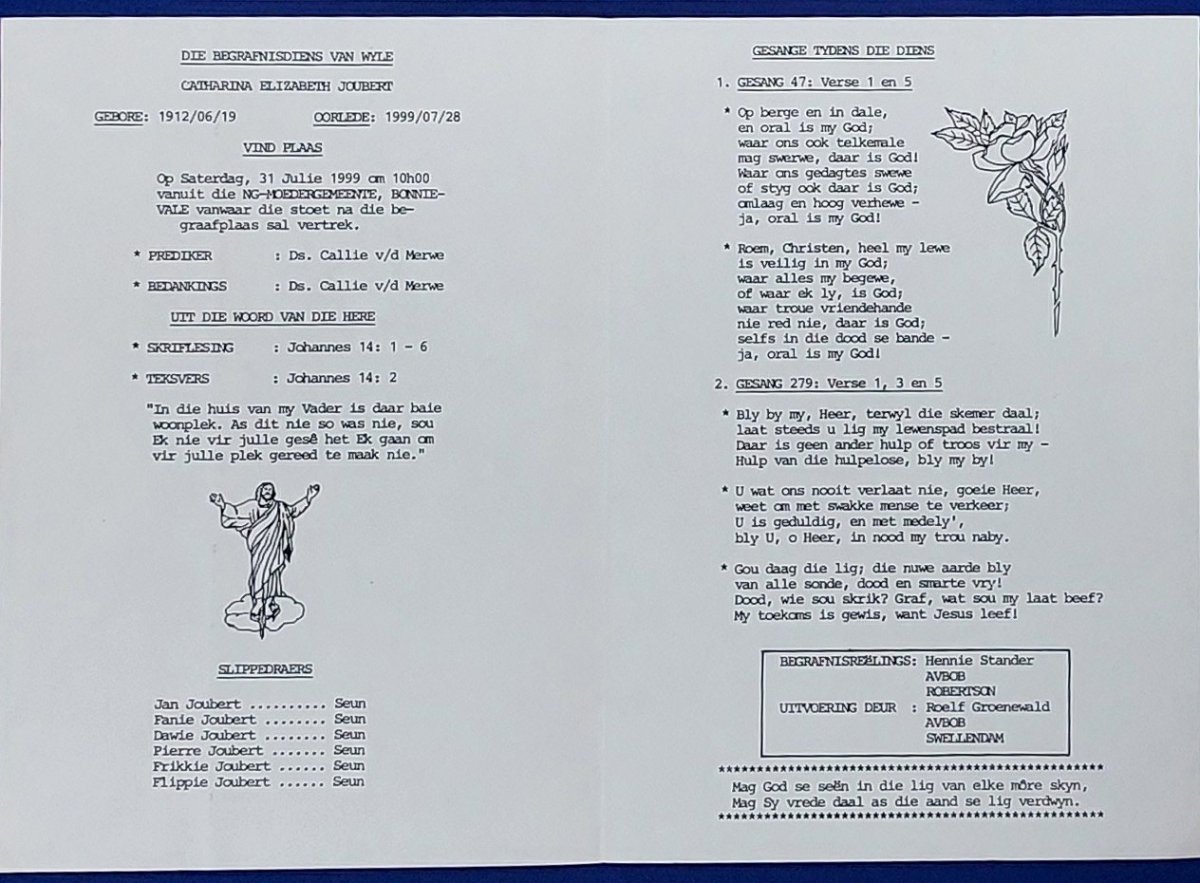 DIE BEGRAFNISDIENS VAN WYLE
CATHARINA ELIZABETH JOUBERT
GEBORE: 1912/06/19 OORLEDE: 1999/07/28
VIND PLAAS
Op Saterdag, 31 Julie 1999 om 10h00
vanuit die NG-MOEDERGEMEENTE, BONNIE-
VALE vanwaar die stoet na die be-
graafplaas sal vertrek.
* PREDIKER : Ds. Callie v/d Merwe
* BEDANKINGS : Ds. Callie v/d Merwe
UIT DIE WOORD VAN DIE HERE
* SKRIFLESING : Johannes 14: 1 - 6
* TEKSVERS : Johannes 14: 2
"In die huis van my Vader is daar baie
woonplek. As dit nie so was nie, sou
Ek nie vir julle gesê het Ek gaan om
vir julle plek gereed te maak nie."
SLIPPEDRAERS
Jan Joubert .......... Seun
Fanie Joubert ........ Seun
Dawie Joubert ........ Seun
Pierre Joubert ....... Seun
Frikkie Joubert ...... Seun
Flippie Joubert ...... Seun
GESANGE TYDENS DIE DIENS
1. GESANG 47: Verse 1 en 5
* Op berge en in dale,
en oral is my God;
waar ons ook telkemale
mag swerwe, daar is God!
Waar ons gedagtes swewe
of styg ook daar is God;
omlaag en hoog verhewe -
ja, oral is my God!
* Roem, Christen, heel my lewe
is veilig in my God;
waar alles my begewe,
of waar ek ly, is God;
waar troue vriendehande
nie red nie, daar is God;
selfs in die dood se bande -
ja, oral is my God!
2. GESANG 279: Verse 1, 3 en 5
* Bly by my, Heer, terwyl die skemer daal;
laat steeds u lig my lewenspad bestraal!
Daar is geen ander hulp of troos vir my -
Hulp van die hulpelose, bly my by!
* U wat ons nooit verlaat nie, goeie Heer,
weet om met swakke mense te verkeer;
U is geduldig, en met medely',
bly U, o Heer, in nood my trou naby.
* Gou daag die lig; die nuwe aarde bly
van alle sonde, dood en smarte vry!
Dood, wie sou skrik? Graf, wat sou my laat beef?
My toekoms is gewis, want Jesus leef!
BEGRAFNISREËLINGS: Hennie Stander
AVBOB
ROBERTSON
UITVOERING DEUR : Roelf Groenewald
AVBOB
SWELLENDAM
*************************************************
Mag God se seën in die lig van elke môre skyn,
Mag Sy vrede daal as die aand se lig verdwyn.
*************************************************